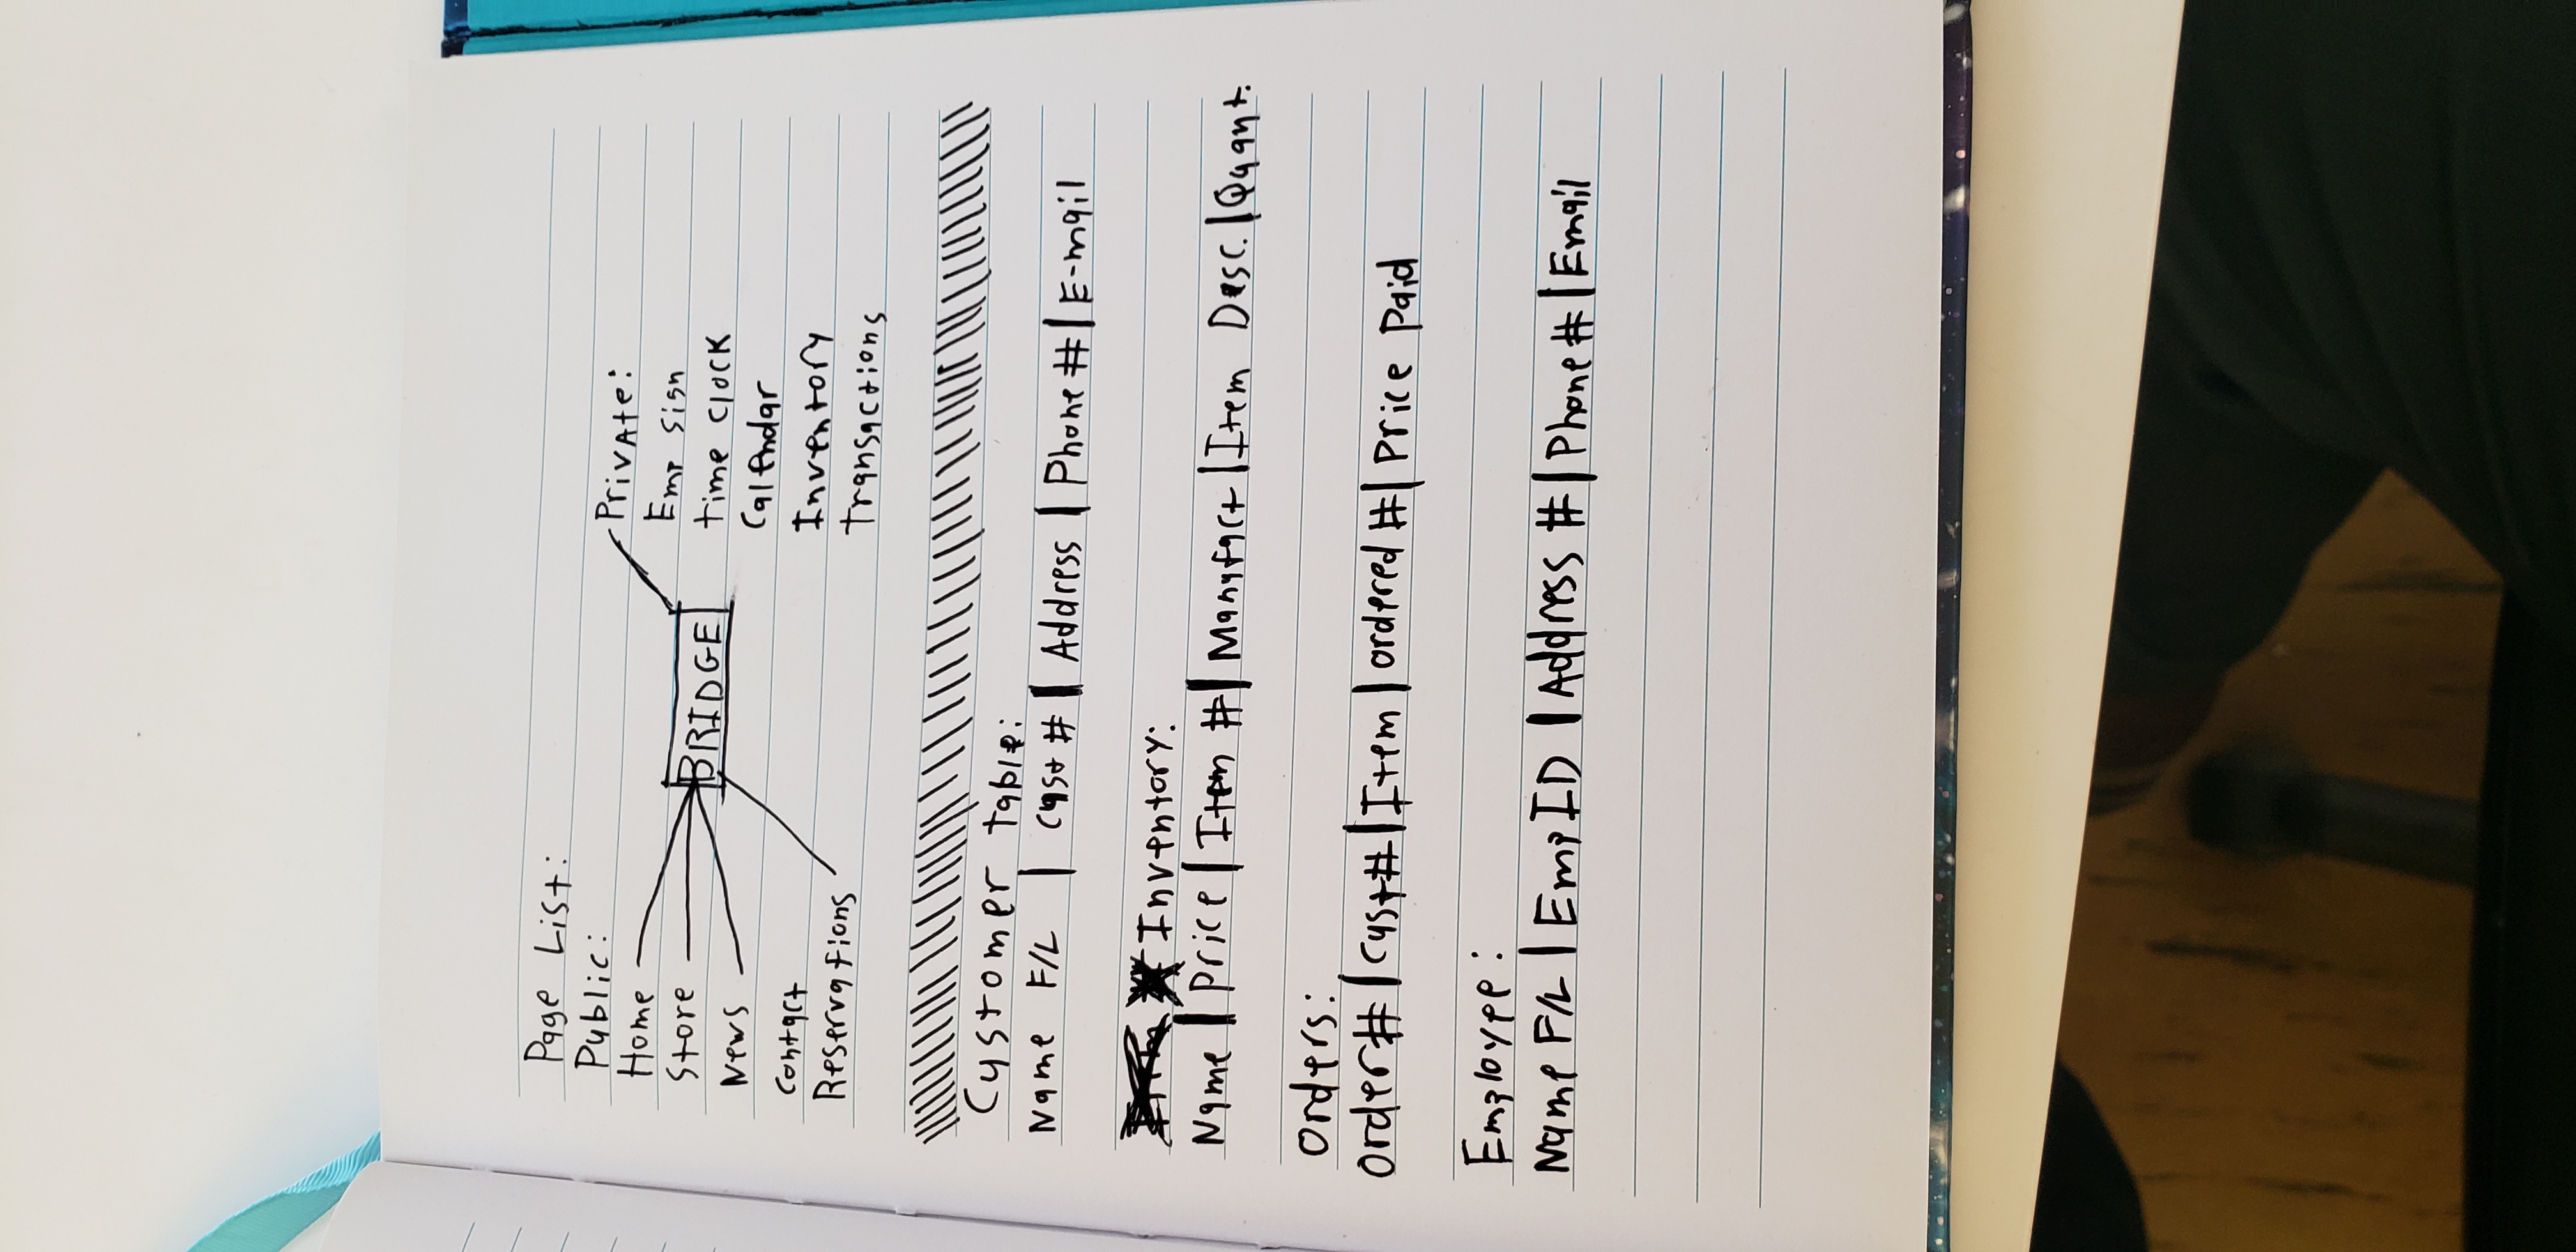 Page List:
Public:
Home
Store
News
Contact
Reservations
BRIDGE
Private:
Emp Sign
time clock
Calendar
Inventory
transactions
Customer table:
Name F/L | Cust # | Address | Phone # | E-mail
Inventory:
Name | Price | Item # | Manufact | Item Desc. | Quant.
Orders:
Order # | Cust# | Item | ordered # | Price Paid
Employee:
Name F/L | Emp ID | Address # | Phone # | Email